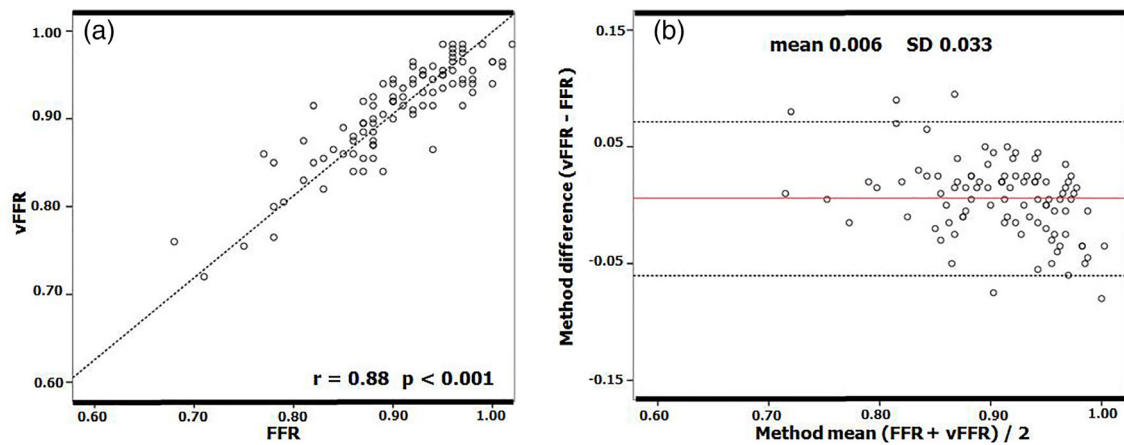 (a)
1.00
0.90
0.80
0.70
0.60
vFFR
r = 0.88 p < 0.001
0.60 0.70 0.80 0.90 1.00
FFR
(b)
mean 0.006 SD 0.033
0.15
0.05
-0.05
-0.15
Method difference (vFFR - FFR)
0.60 0.70 0.80 0.90 1.00
Method mean (FFR + vFFR) / 2